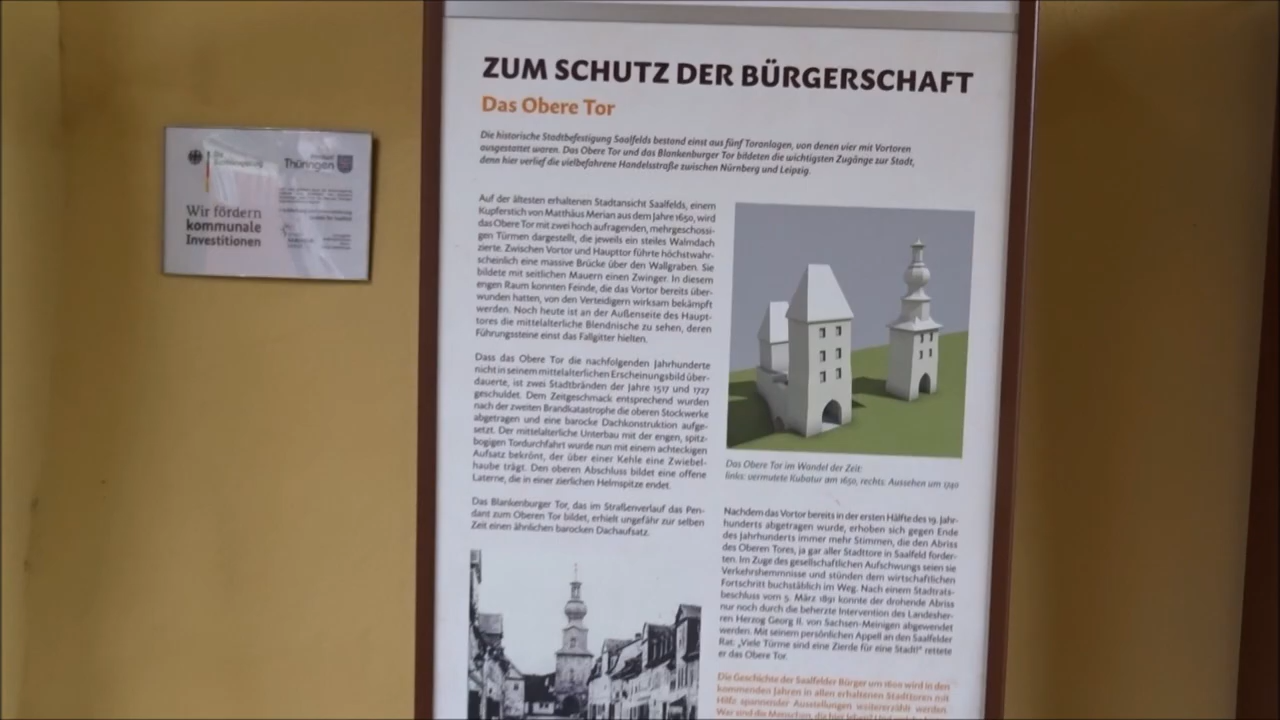 ZUM SCHUTZ DER BÜRGERSCHAFT
Das Obere Tor
Die historische Stadtbefestigung Saalfelds bestand einst aus fünf Toranlagen, von denen vier mit Vortoren
ausgestattet waren. Das Obere Tor und das Blankenburger Tor bildeten die wichtigsten Zugänge zur Stadt,
denn hier verlief die vielbefahrene Handelsstraße zwischen Nürnberg und Leipzig.
Thüringen
Wir fördern
kommunale
Investitionen
Auf der ältesten erhaltenen Stadtansicht Saalfelds, einem
Kupferstich von Matthäus Merian aus dem Jahre 1650, wird
das Obere Tor mit zwei hoch aufragenden, mehrgeschossi-
gen Türmen dargestellt, die jeweils ein steiles Walmdach
zierte. Zwischen Vortor und Haupttor führte höchstwahr-
scheinlich eine massive Brücke über den Wallgraben. Sie
bildete mit seitlichen Mauern einen Zwinger. In diesem
engen Raum konnten Feinde, die das Vortor bereits über-
wunden hatten, von den Verteidigern wirksam bekämpft
werden. Noch heute ist an der Außenseite des Haupt-
tores die mittelalterliche Blendnische zu sehen, deren
Führungssteine einst das Fallgitter hielten.
Dass das Obere Tor die nachfolgenden Jahrhunderte
nicht in seinem mittelalterlichen Erscheinungsbild über-
dauerte, ist zwei Stadtbränden der Jahre 1517 und 1727
geschuldet. Dem Zeitgeschmack entsprechend wurden
nach der zweiten Brandkatastrophe die oberen Stockwerke
abgetragen und eine barocke Dachkonstruktion aufge-
setzt. Der mittelalterliche Unterbau mit der engen, spitz-
bogigen Tordurchfahrt wurde nun mit einem achteckigen
Aufsatz bekrönt, der über einer Kehle eine Zwiebel-
haube trägt. Den oberen Abschluss bildet eine offene
Laterne, die in einer zierlichen Helmspitze endet.
Das Blankenburger Tor, das im Straßenverlauf das Pen-
dant zum Oberen Tor bildet, erhielt ungefähr zur selben
Zeit einen ähnlichen barocken Dachaufsatz.
Das Obere Tor im Wandel der Zeit:
links: vermutete Kubatur um 1650, rechts: Aussehen um 1740
Nachdem das Vortor bereits in der ersten Hälfte des 19. Jahr-
hunderts abgetragen wurde, erhoben sich gegen Ende
des Jahrhunderts immer mehr Stimmen, die den Abriss
des Oberen Tores, ja gar aller Stadttore in Saalfeld forder-
ten. Im Zuge des gesellschaftlichen Aufschwungs seien sie
Verkehrshemmnisse und stünden dem wirtschaftlichen
Fortschritt buchstäblich im Weg. Nach einem Stadtrats-
beschluss vom 5. März 1891 konnte der drohende Abriss
nur noch durch die beherzte Intervention des Landesher-
ren Herzog Georg II. von Sachsen-Meinigen abgewendet
werden. Mit seinem persönlichen Appell an den Saalfelder
Rat: „Viele Türme sind eine Zierde für eine Stadt!" rettete
er das Obere Tor.
Die Geschichte der Saalfelder Bürger um 1600 wird in den
kommenden Jahren in allen erhaltenen Stadttoren mit
Hilfe spannender Ausstellungen weitererzählt werden.